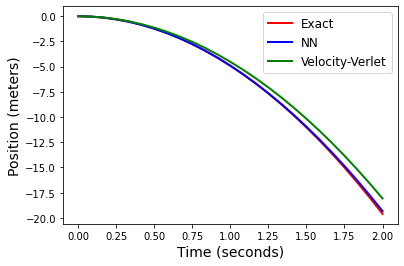 0.0
−2.5
−5.0
−7.5
−10.0
−12.5
−15.0
−17.5
−20.0
Position (meters)
Exact
NN
Velocity-Verlet
0.00 0.25 0.50 0.75 1.00 1.25 1.50 1.75 2.00
Time (seconds)